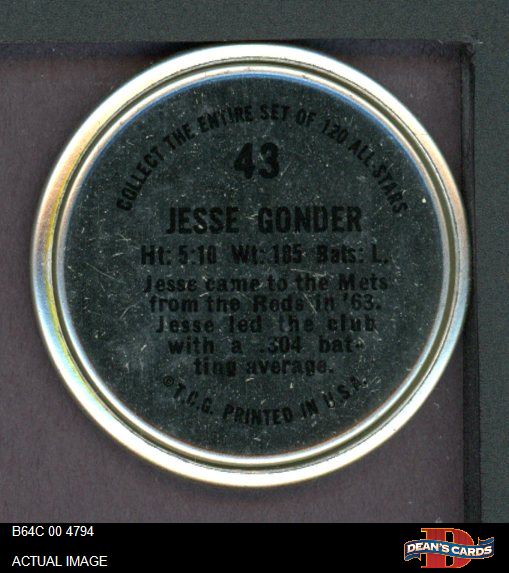 COLLECT THE ENTIRE SET OF 120 ALL STARS
43
JESSE GONDER
Ht: 5:10 Wt: 185 Bats: L.
Jesse came to the Mets
from the Reds in '63.
Jesse led the club
with a .304 bat-
ting average.
©T.C.G. PRINTED IN U.S.A.
B64C 00 4794
ACTUAL IMAGE
D
DEAN'S CARDS